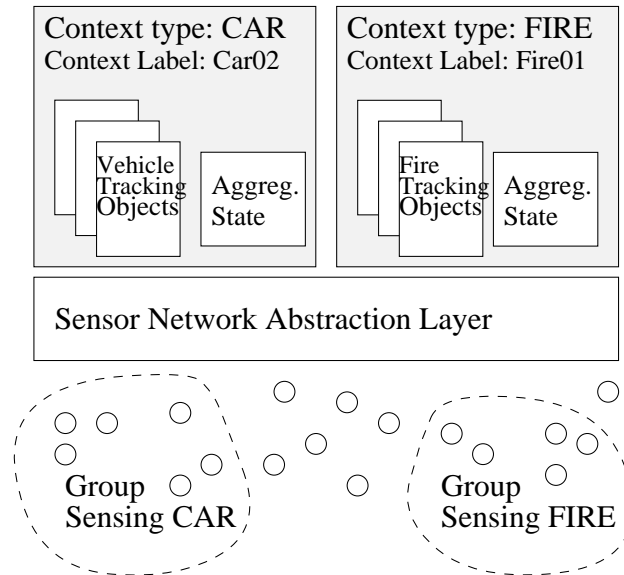 Context type: CAR
Context Label: Car02
Vehicle
Tracking
Objects
Aggreg.
State
Context type: FIRE
Context Label: Fire01
Fire
Tracking
Objects
Aggreg.
State
Sensor Network Abstraction Layer
Group
Sensing CAR
Group
Sensing FIRE